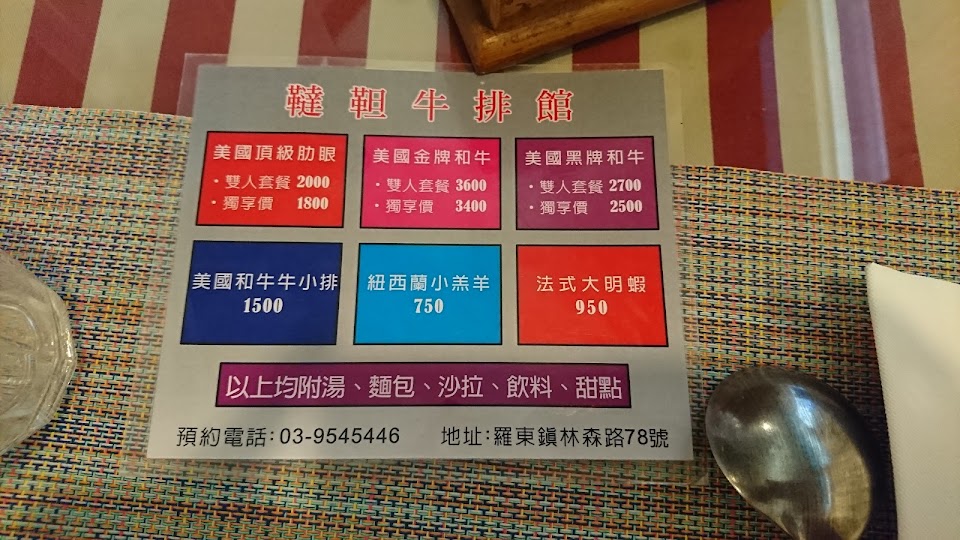 韃靼牛排館
美國頂級肋眼
・雙人套餐 2000
・獨享價 1800
美國金牌和牛
・雙人套餐 3600
・獨享價 3400
美國黑牌和牛
・雙人套餐 2700
・獨享價 2500
美國和牛牛小排
1500
紐西蘭小羔羊
750
法式大明蝦
950
以上均附湯、麵包、沙拉、飲料、甜點
預約電話:03-9545446
地址:羅東鎮林森路78號